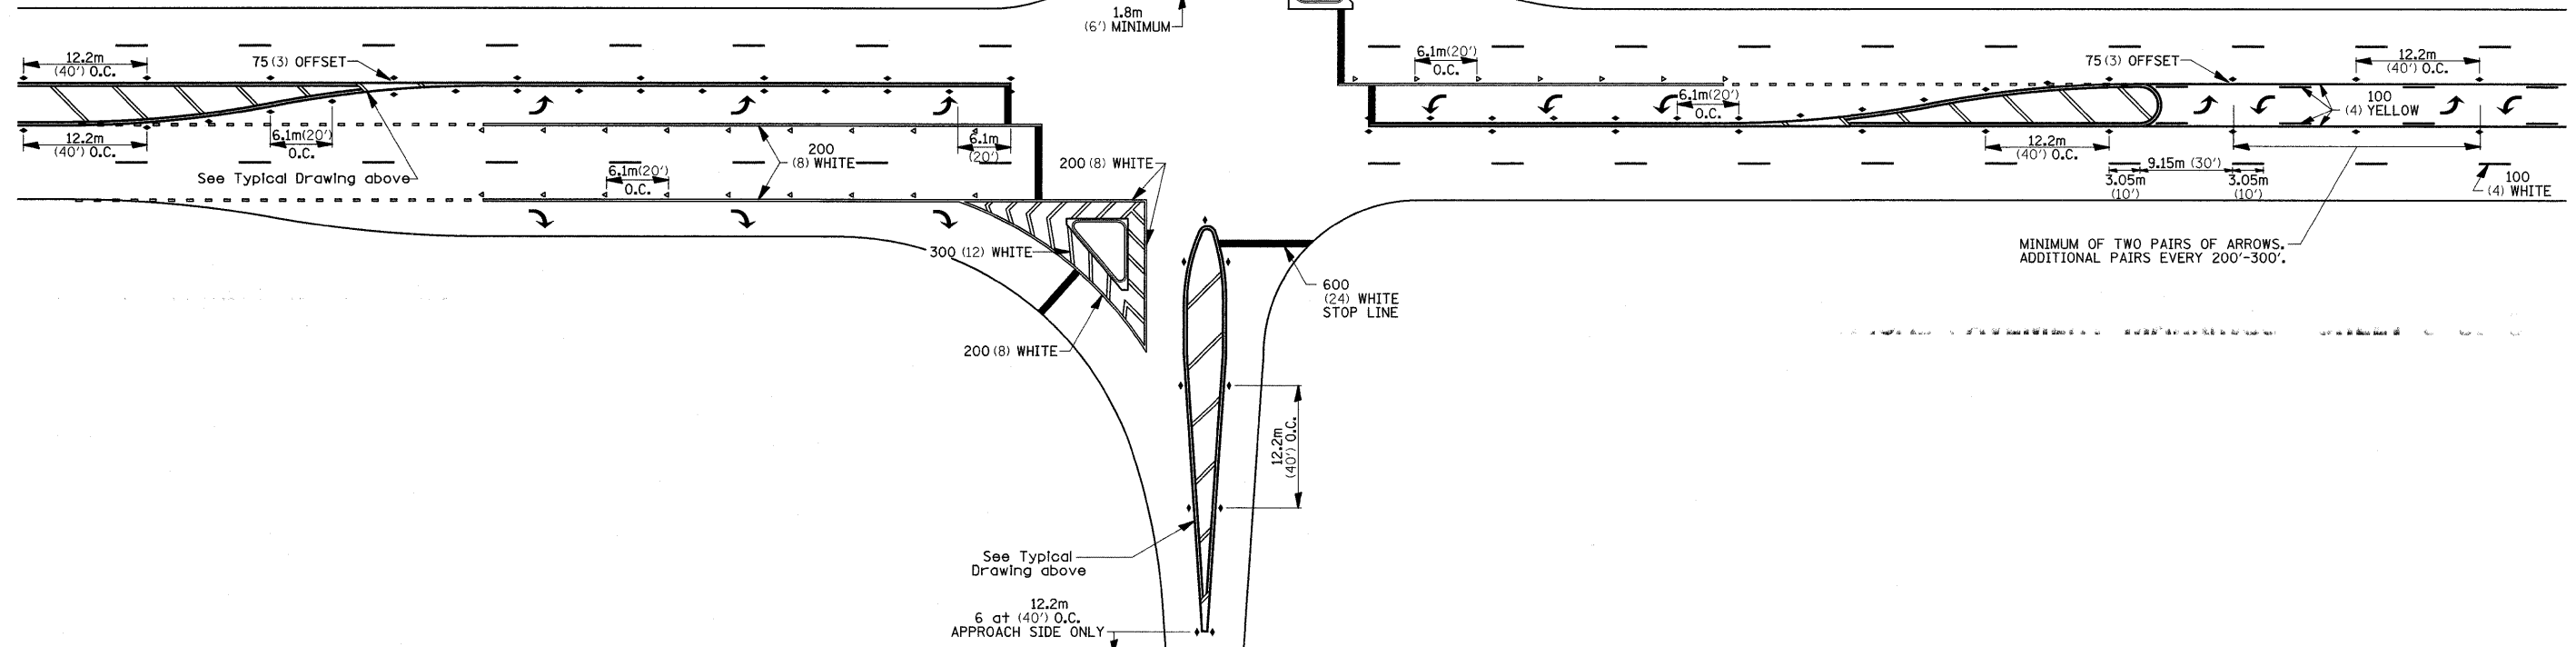 1.8m
(6') MINIMUM
12.2m
(40') O.C.
75 (3) OFFSET
6.1m(20')
O.C.
75 (3) OFFSET
12.2m
(40') O.C.
6.1m(20')
O.C.
100
(4) YELLOW
12.2m
(40') O.C.
6.1m(20')
O.C.
See Typical Drawing above
200
(8) WHITE
6.1m
(20')
6.1m(20')
O.C.
200 (8) WHITE
12.2m
(40') O.C.
9.15m (30')
3.05m
(10')
3.05m
(10')
100
(4) WHITE
300 (12) WHITE
MINIMUM OF TWO PAIRS OF ARROWS.
ADDITIONAL PAIRS EVERY 200'-300'.
600
(24) WHITE
STOP LINE
200 (8) WHITE
12.2m
(40') O.C.
See Typical
Drawing above
12.2m
6 at (40') O.C.
APPROACH SIDE ONLY